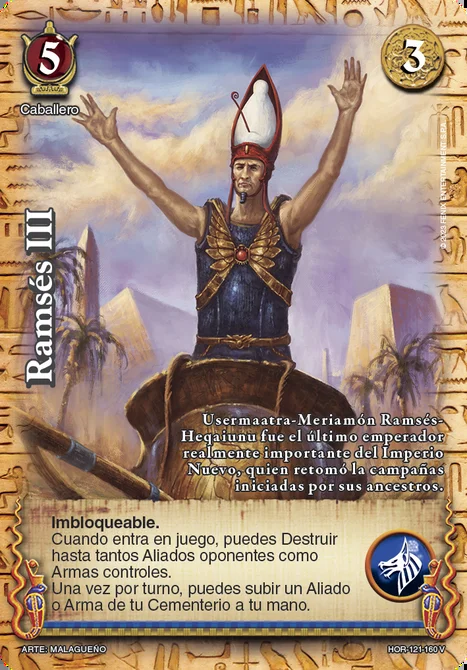 5
3
Caballero
© 2023 FENIX ENTERTAINMENT S.P.A.
Ramsés III
Usermaatra-Meriamón Ramsés-
Heqaiunu fue el último emperador
realmente importante del Imperio
Nuevo, quien retomó la campañas
iniciadas por sus ancestros.
Imbloqueable.
Cuando entra en juego, puedes Destruir
hasta tantos Aliados oponentes como
Armas controles.
Una vez por turno, puedes subir un Aliado
o Arma de tu Cementerio a tu mano.
ARTE: MALAGUEÑO
HOR-121-160 V